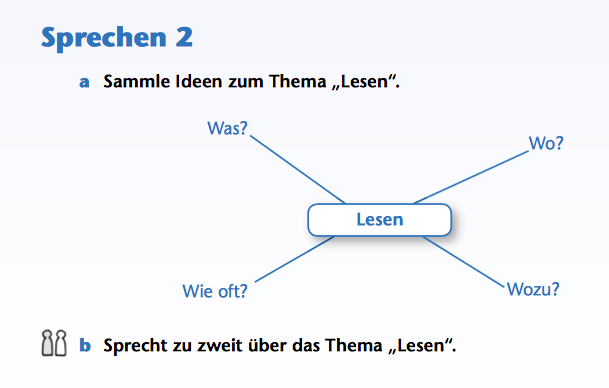 Sprechen 2
a Sammle Ideen zum Thema „Lesen“.
Was?
Wo?
Lesen
Wie oft?
Wozu?
b Sprecht zu zweit über das Thema „Lesen“.